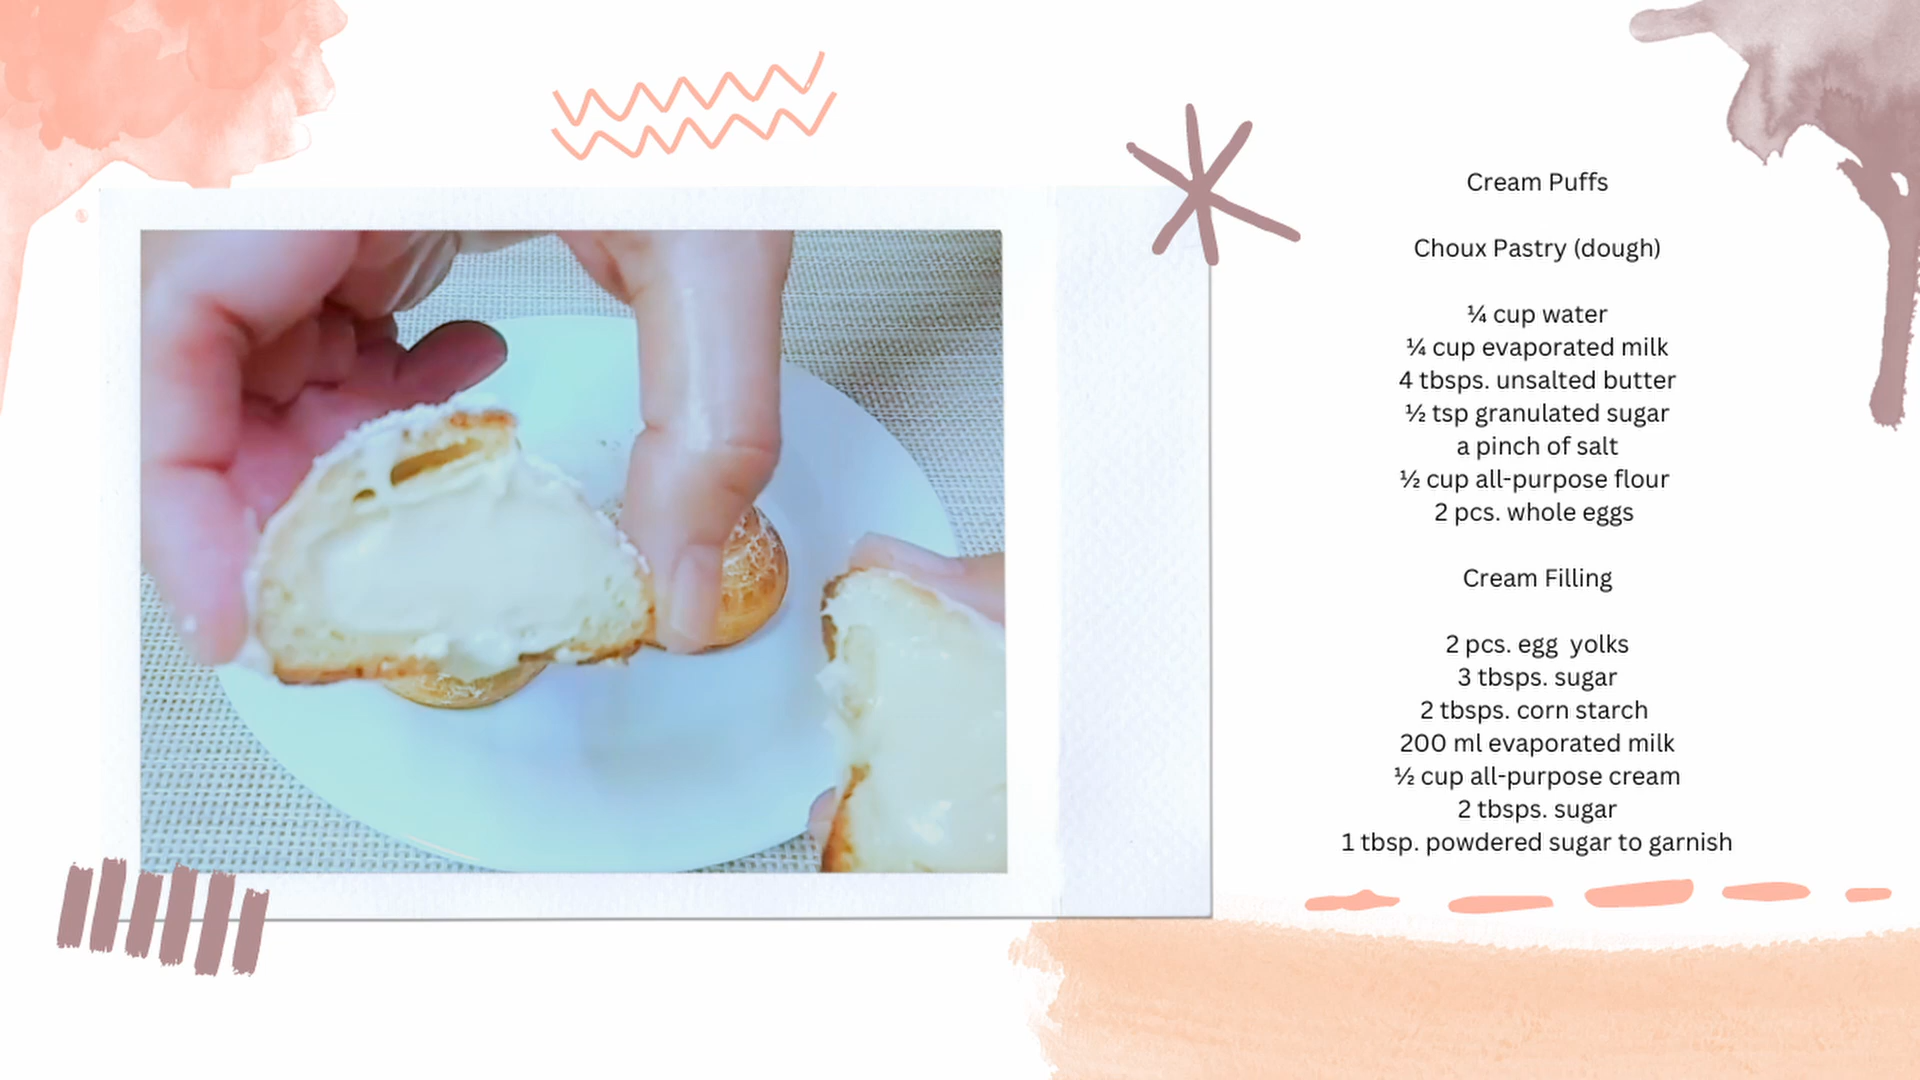 Cream Puffs
Choux Pastry (dough)
¼ cup water
¼ cup evaporated milk
4 tbsps. unsalted butter
½ tsp granulated sugar
a pinch of salt
½ cup all-purpose flour
2 pcs. whole eggs
Cream Filling
2 pcs. egg  yolks
3 tbsps. sugar
2 tbsps. corn starch
200 ml evaporated milk
½ cup all-purpose cream
2 tbsps. sugar
1 tbsp. powdered sugar to garnish